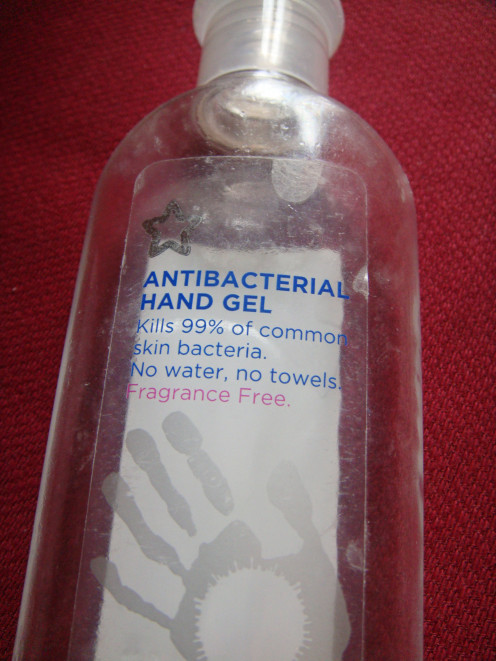 ANTIBACTERIAL
HAND GEL
Kills 99% of common
skin bacteria.
No water, no towels.
Fragrance Free.